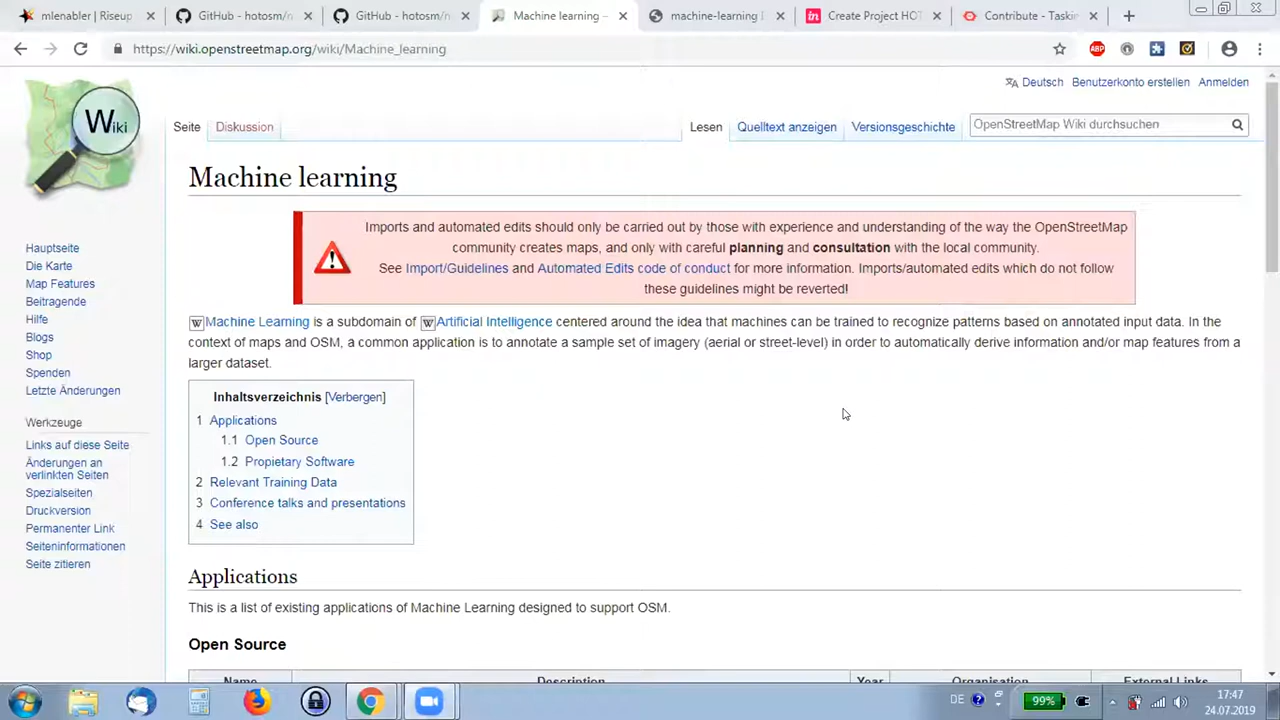 mlenabler | Riseup
GitHub - hotosm/n
GitHub - hotosm/n
Machine learning –
machine-learning
Create Project HOT
Contribute - Taskin
https://wiki.openstreetmap.org/wiki/Machine_learning
ABP
Wiki
Deutsch Benutzerkonto erstellen Anmelden
Seite Diskussion Lesen Quelltext anzeigen Versionsgeschichte OpenStreetMap Wiki durchsuchen
Machine learning
Imports and automated edits should only be carried out by those with experience and understanding of the way the OpenStreetMap
community creates maps, and only with careful planning and consultation with the local community.
See Import/Guidelines and Automated Edits code of conduct for more information. Imports/automated edits which do not follow
these guidelines might be reverted!
W Machine Learning is a subdomain of W Artificial Intelligence centered around the idea that machines can be trained to recognize patterns based on annotated input data. In the
context of maps and OSM, a common application is to annotate a sample set of imagery (aerial or street-level) in order to automatically derive information and/or map features from a
larger dataset.
Hauptseite
Die Karte
Map Features
Beitragende
Hilfe
Blogs
Shop
Spenden
Letzte Änderungen
Werkzeuge
Links auf diese Seite
Änderungen an
verlinkten Seiten
Spezialseiten
Druckversion
Permanenter Link
Seiteninformationen
Seite zitieren
Inhaltsverzeichnis [Verbergen]
1 Applications
1.1 Open Source
1.2 Propietary Software
2 Relevant Training Data
3 Conference talks and presentations
4 See also
Applications
This is a list of existing applications of Machine Learning designed to support OSM.
Open Source
Name Description Year Organisation External Links
DE 99% 17:47
24.07.2019